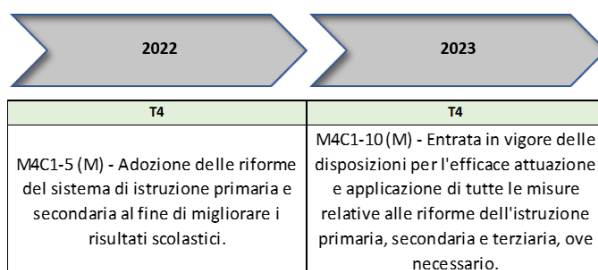 2022
2023
T4
T4
M4C1-5 (M) - Adozione delle riforme
del sistema di istruzione primaria e
secondaria al fine di migliorare i
risultati scolastici.
M4C1-10 (M) - Entrata in vigore delle
disposizioni per l'efficace attuazione
e applicazione di tutte le misure
relative alle riforme dell'istruzione
primaria, secondaria e terziaria, ove
necessario.